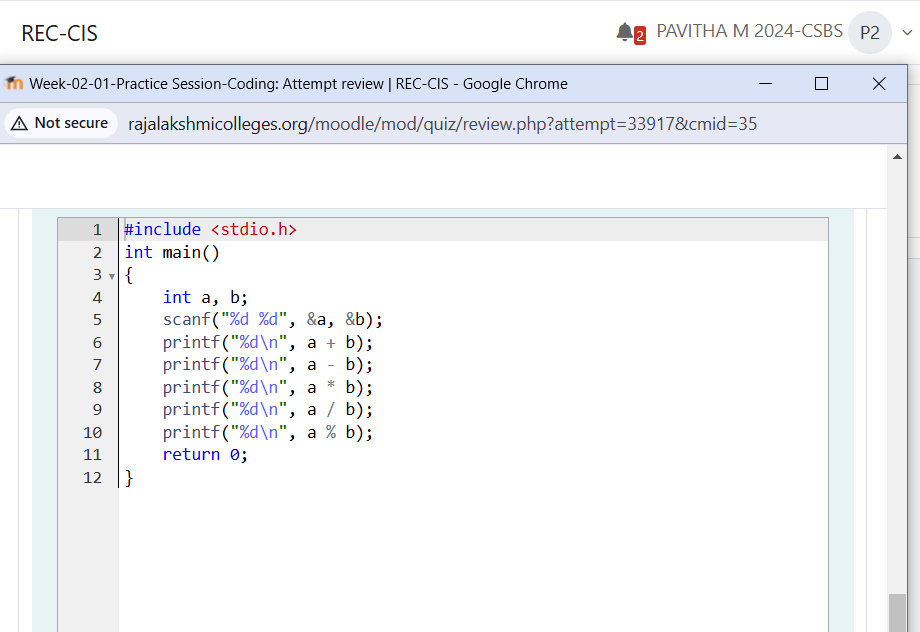 REC-CIS
2 PAVITHA M 2024-CSBS P2
Week-02-01-Practice Session-Coding: Attempt review | REC-CIS - Google Chrome
Not secure rajalakshmicolleges.org/moodle/mod/quiz/review.php?attempt=33917&cmid=35
1 #include <stdio.h>
2 int main()
3 {
4     int a, b;
5     scanf("%d %d", &a, &b);
6     printf("%d\n", a + b);
7     printf("%d\n", a - b);
8     printf("%d\n", a * b);
9     printf("%d\n", a / b);
10     printf("%d\n", a % b);
11     return 0;
12 }